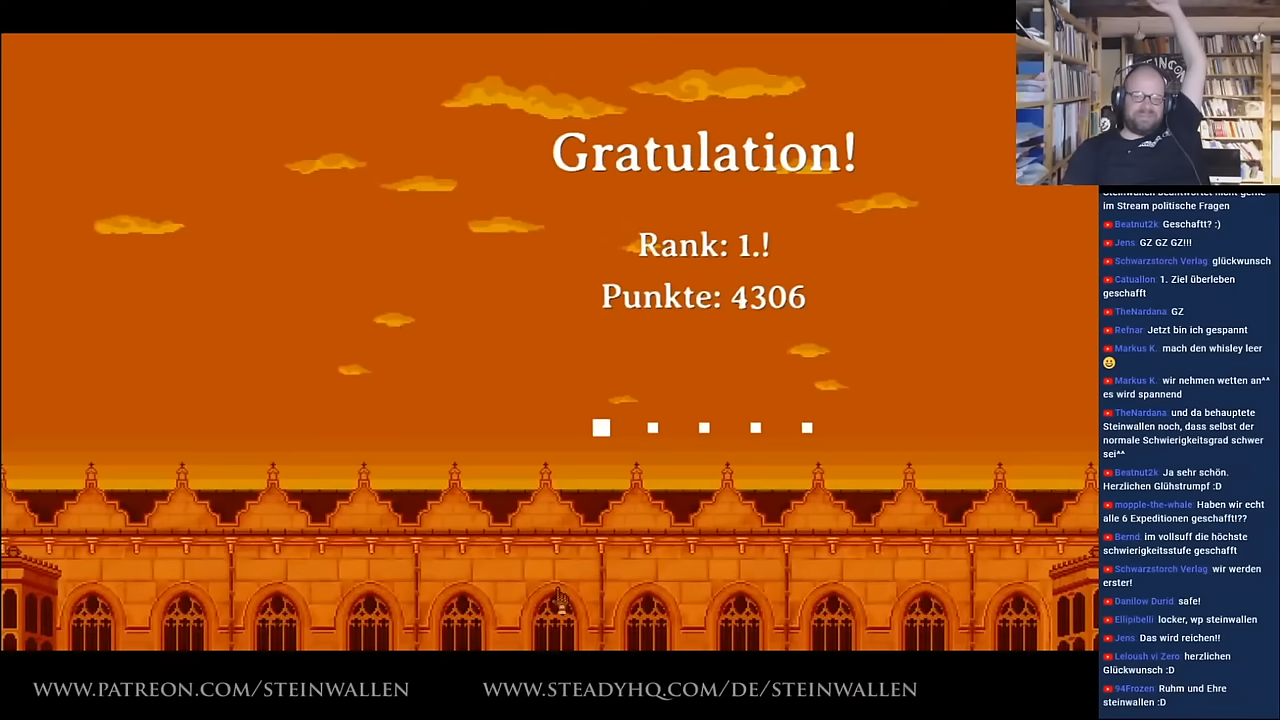 Gratulation!
Rank: 1.!
Punkte: 4306
WWW.PATREON.COM/STEINWALLEN
WWW.STEADYHQ.COM/DE/STEINWALLEN
Steinwallen beantwortet nicht gerne
im Stream politische Fragen
Beatnut2k Geschaftt? :)
Jens GZ GZ GZ!!!
Schwarzstorch Verlag glückwunsch
Catuallon 1. Ziel überleben
geschafft
TheNardana GZ
Refnar Jetzt bin ich gespannt
Markus K. mach den whisley leer
Markus K. wir nehmen wetten an^^
es wird spannend
TheNardana und da behauptete
Steinwallen noch, dass selbst der
normale Schwierigkeitsgrad schwer
sei^^
Beatnut2k Ja sehr schön.
Herzlichen Glühstrumpf :D
mopple-the-whale Haben wir echt
alle 6 Expeditionen geschafft!??
Bernd im vollsuff die höchste
schwierigkeitsstufe geschafft
Schwarzstorch Verlag wir werden
erster!
Danilow Durid safe!
Ellipibelli locker, wp steinwallen
Jens Das wird reichen!!
Leloush vi Zero herzlichen
Glückwunsch :D
94Frozen Ruhm und Ehre
steinwallen :D